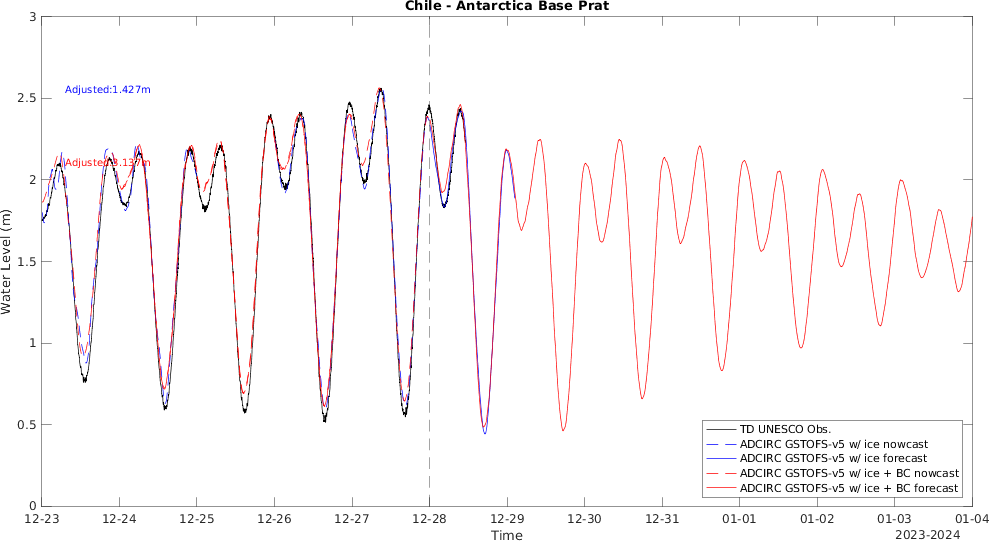 Chile - Antarctica Base Prat
3
2.5
2
1.5
1
0.5
0
Water Level (m)
Adjusted:1.427m
Adjusted:3.137m
TD UNESCO Obs.
ADCIRC GSTOFS-v5 w/ ice nowcast
ADCIRC GSTOFS-v5 w/ ice forecast
ADCIRC GSTOFS-v5 w/ ice + BC nowcast
ADCIRC GSTOFS-v5 w/ ice + BC forecast
12-23 12-24 12-25 12-26 12-27 12-28 12-29 12-30 12-31 01-01 01-02 01-03 01-04
Time
2023-2024